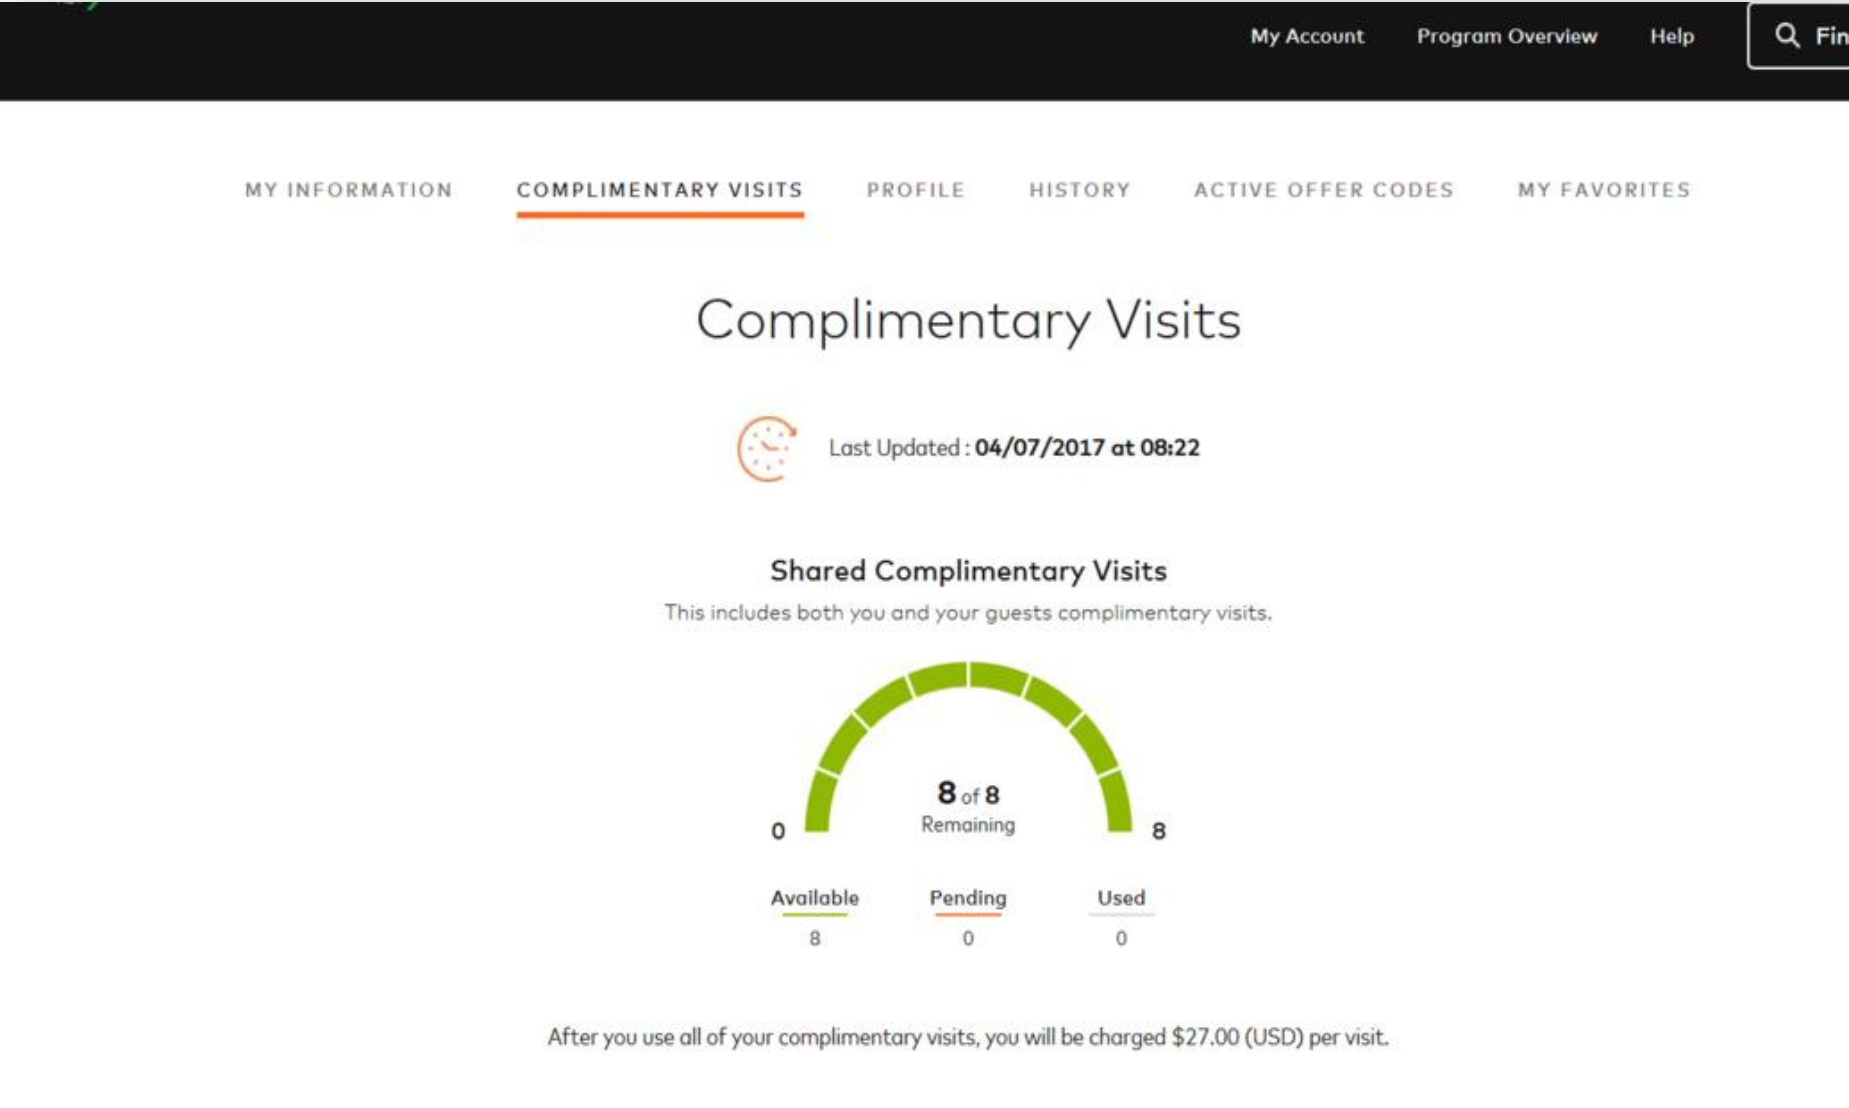 My Account Program Overview Help Fin
MY INFORMATION COMPLIMENTARY VISITS PROFILE HISTORY ACTIVE OFFER CODES MY FAVORITES
Complimentary Visits
Last Updated : 04/07/2017 at 08:22
Shared Complimentary Visits
This includes both you and your guests complimentary visits.
8 of 8
Remaining
0 8
Available Pending Used
8 0 0
After you use all of your complimentary visits, you will be charged $27.00 (USD) per visit.